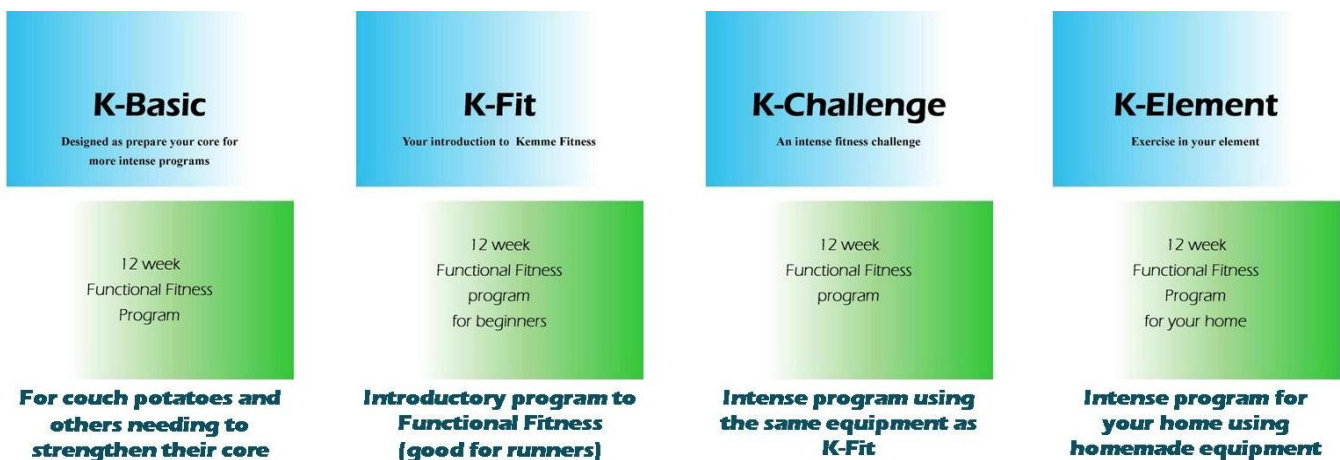 K-Basic
Designed as prepare your core for
more intense programs
12 week
Functional Fitness
Program
For couch potatoes and
others needing to
strengthen their core
K-Fit
Your introduction to Kemme Fitness
12 week
Functional Fitness
program
for beginners
Introductory program to
Functional Fitness
(good for runners)
K-Challenge
An intense fitness challenge
12 week
Functional Fitness
program
Intense program using
the same equipment as
K-Fit
K-Element
Exercise in your element
12 week
Functional Fitness
Program
for your home
Intense program for
your home using
homemade equipment